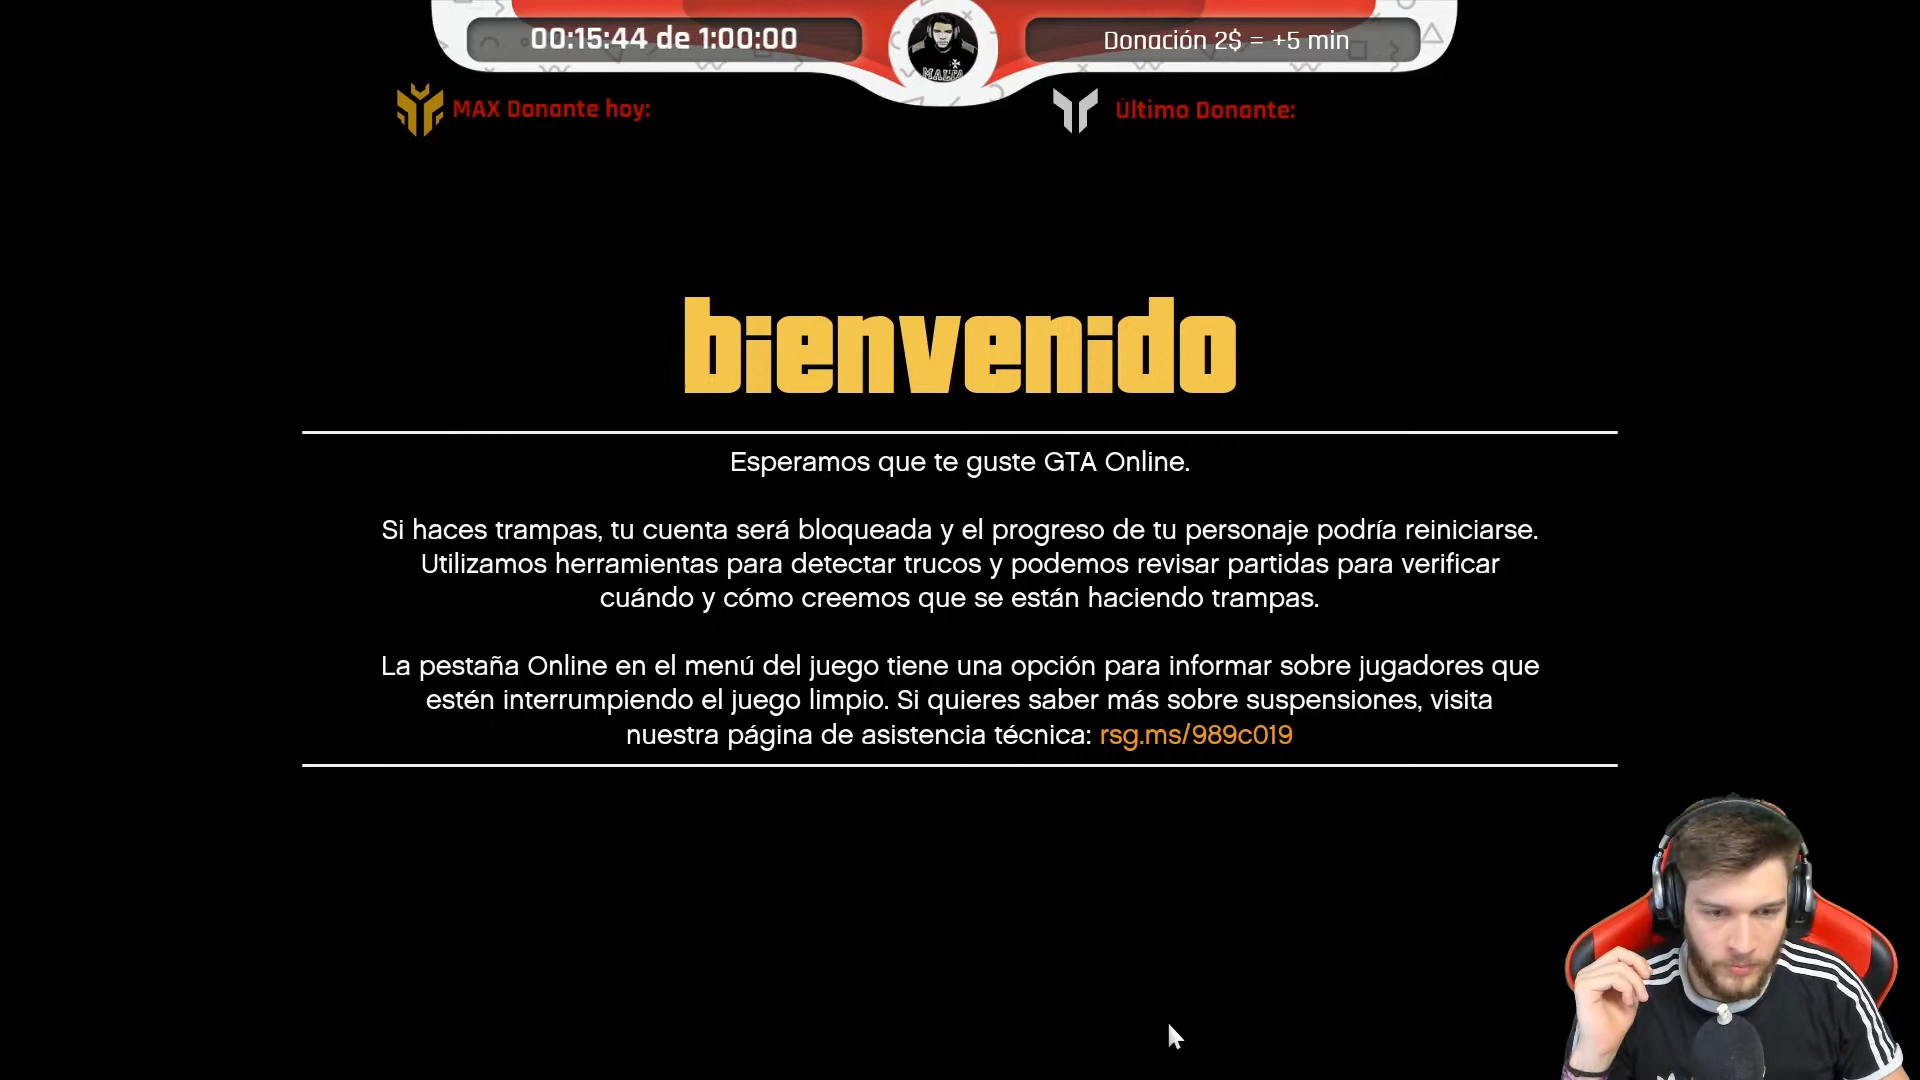 00:15:44 de 1:00:00
Donación 2$ = +5 min
MALTA
MAX Donante hoy:
Último Donante:
bienvenido
Esperamos que te guste GTA Online.
Si haces trampas, tu cuenta será bloqueada y el progreso de tu personaje podría reiniciarse.
Utilizamos herramientas para detectar trucos y podemos revisar partidas para verificar
cuándo y cómo creemos que se están haciendo trampas.
La pestaña Online en el menú del juego tiene una opción para informar sobre jugadores que
estén interrumpiendo el juego limpio. Si quieres saber más sobre suspensiones, visita
nuestra página de asistencia técnica: rsg.ms/989c019